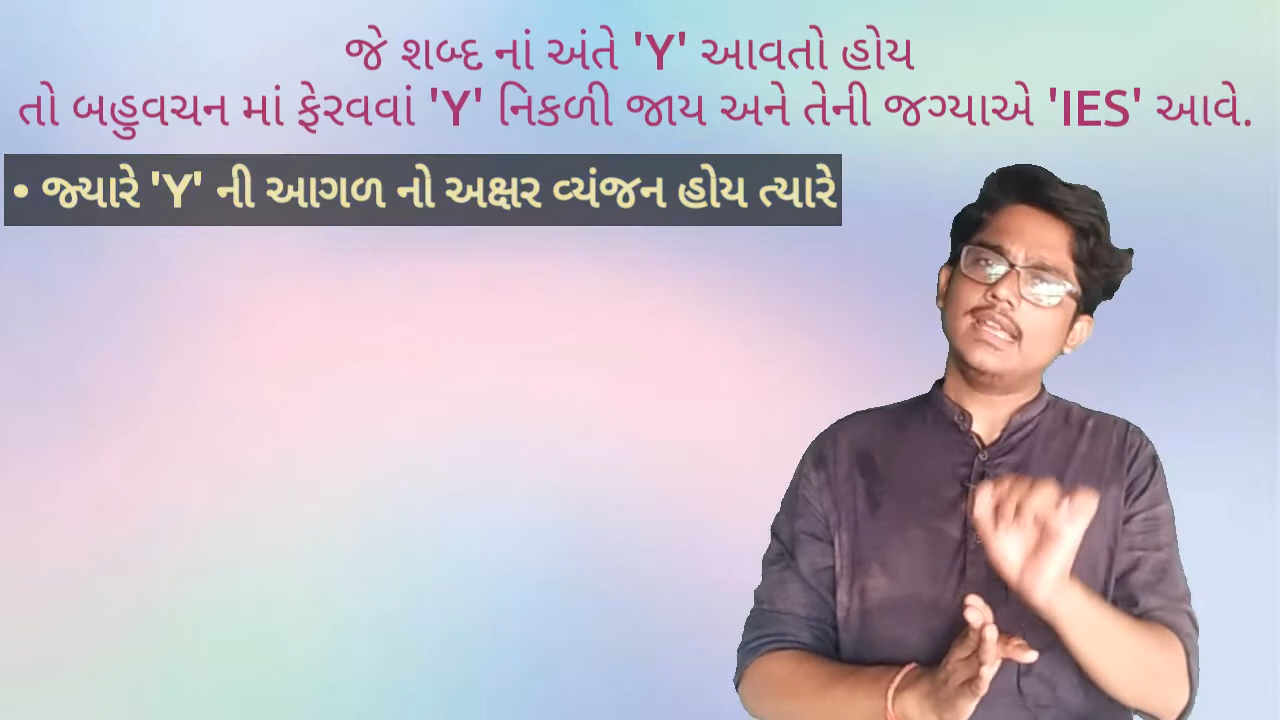 જે શબ્દ નાં અંતે 'Y' આવતો હોય
તો બહુવચન માં ફેરવવાં 'Y' નિકળી જાય અને તેની જગ્યાએ 'IES' આવે.
• જ્યારે 'Y' ની આગળ નો અક્ષર વ્યંજન હોય ત્યારે